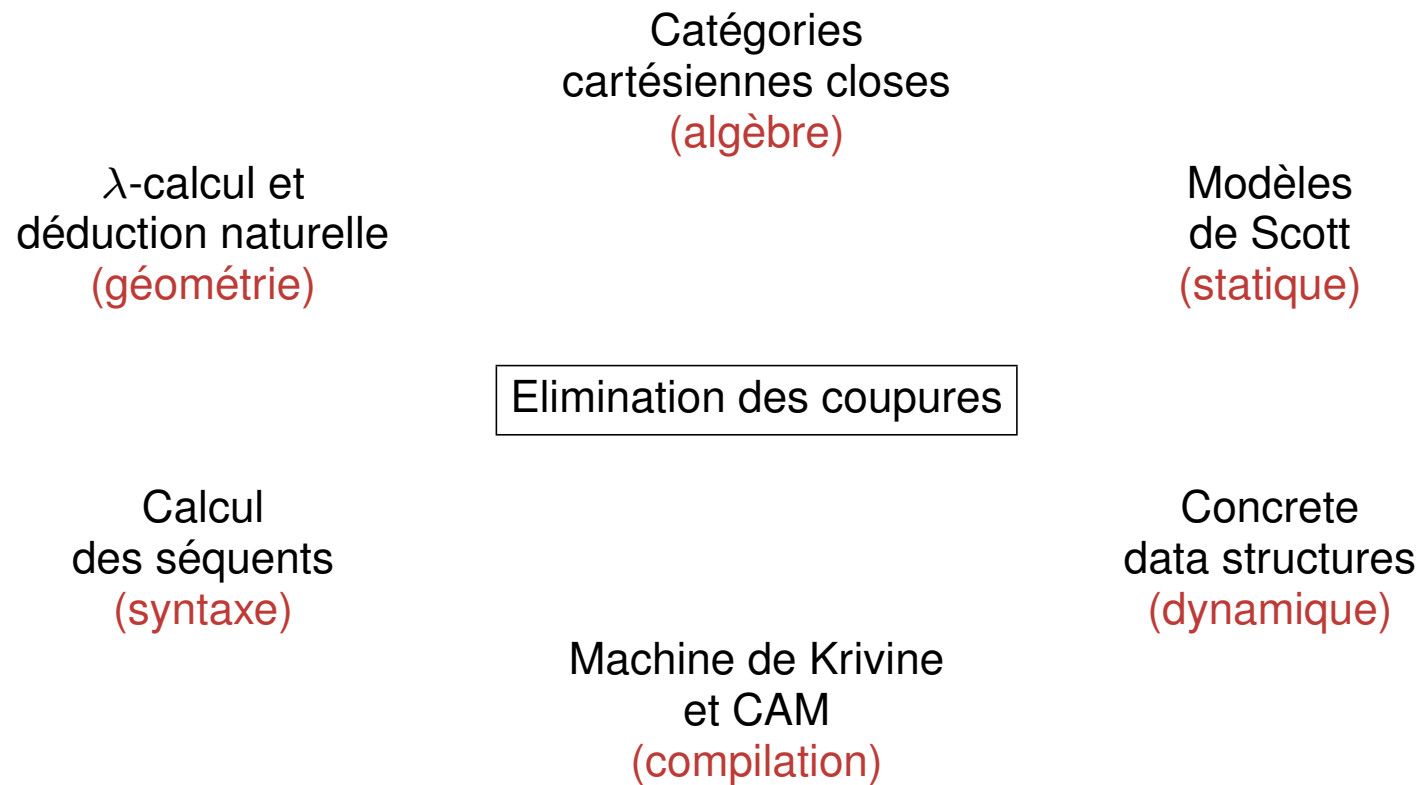 Catégories
cartésiennes closes
(algèbre)
λ-calcul et
déduction naturelle
(géométrie)
Modèles
de Scott
(statique)
Elimination des coupures
Calcul
des séquents
(syntaxe)
Concrete
data structures
(dynamique)
Machine de Krivine
et CAM
(compilation)